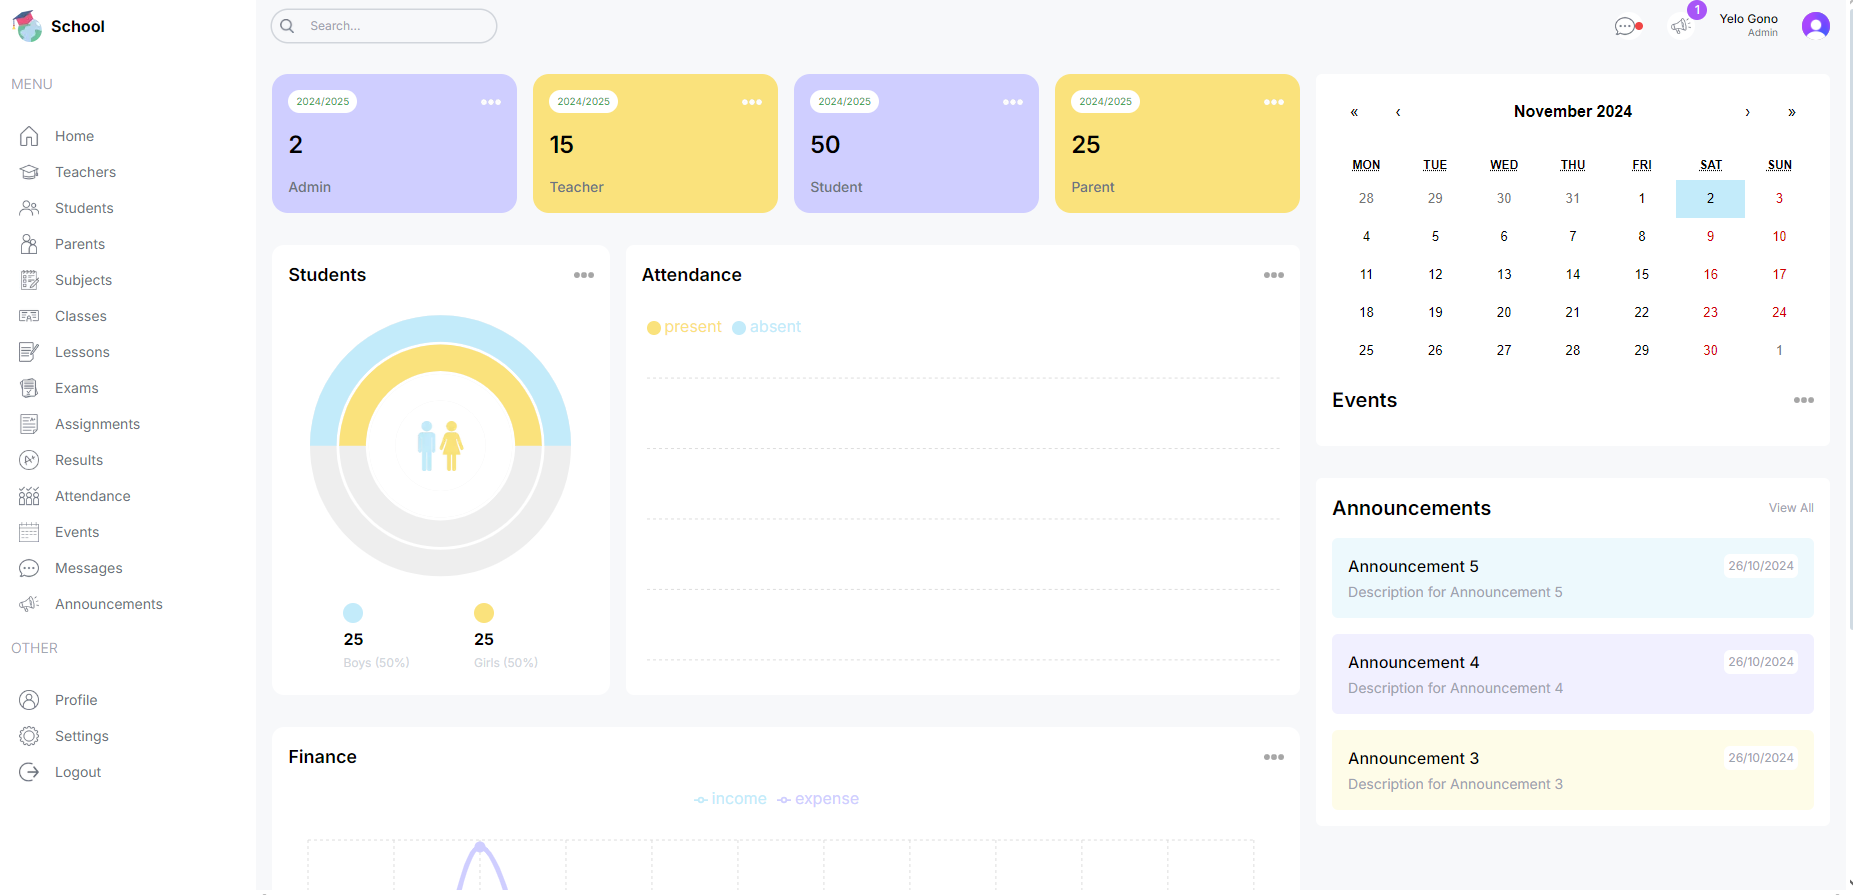 School
Search...
1
Yelo Gono
Admin
MENU
Home
Teachers
Students
Parents
Subjects
Classes
Lessons
Exams
Assignments
Results
Attendance
Events
Messages
Announcements
OTHER
Profile
Settings
Logout
2024/2025
2
Admin
2024/2025
15
Teacher
2024/2025
50
Student
2024/2025
25
Parent
Students
25
Boys (50%)
25
Girls (50%)
Attendance
present absent
Finance
income expense
« ‹ November 2024 › »
MON TUE WED THU FRI SAT SUN
28 29 30 31 1 2 3
4 5 6 7 8 9 10
11 12 13 14 15 16 17
18 19 20 21 22 23 24
25 26 27 28 29 30 1
Events
Announcements View All
Announcement 5 26/10/2024
Description for Announcement 5
Announcement 4 26/10/2024
Description for Announcement 4
Announcement 3 26/10/2024
Description for Announcement 3